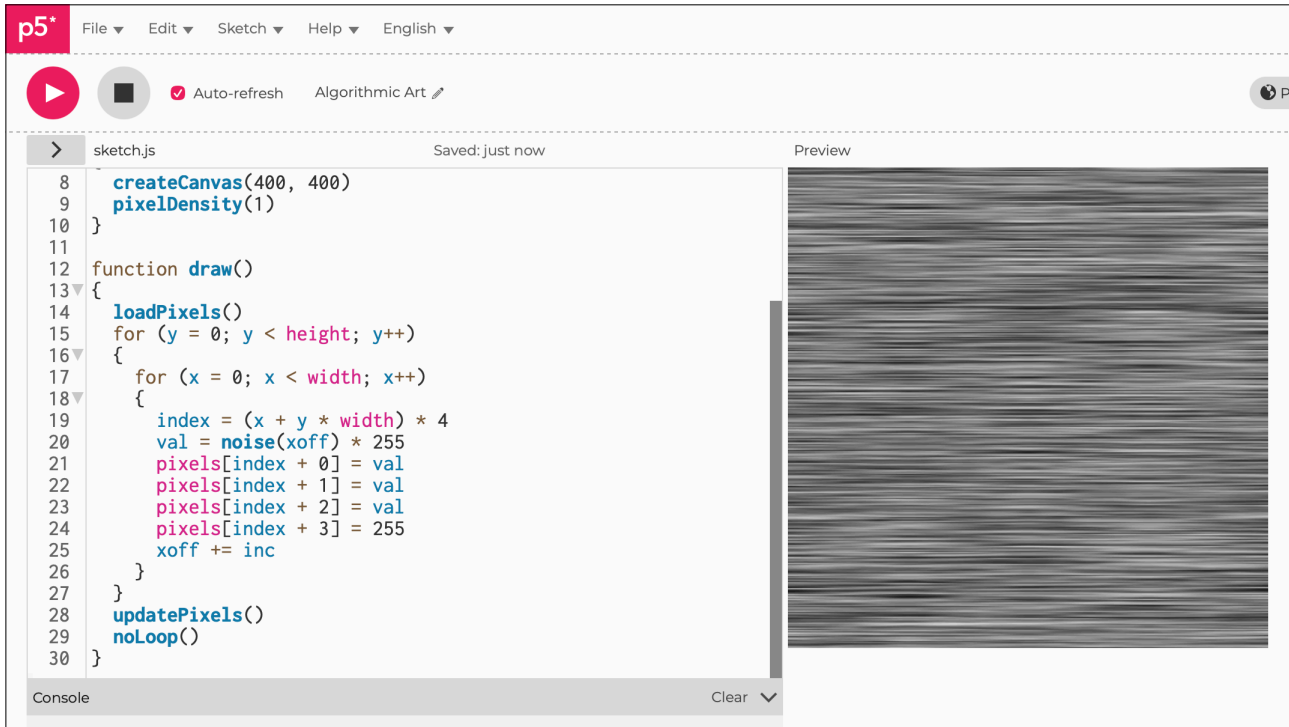 p5* File Edit Sketch Help English
Auto-refresh Algorithmic Art P
sketch.js Saved: just now Preview
8 createCanvas(400, 400)
9 pixelDensity(1)
10 }
11
12 function draw()
13 {
14 loadPixels()
15 for (y = 0; y < height; y++)
16 {
17 for (x = 0; x < width; x++)
18 {
19 index = (x + y * width) * 4
20 val = noise(xoff) * 255
21 pixels[index + 0] = val
22 pixels[index + 1] = val
23 pixels[index + 2] = val
24 pixels[index + 3] = 255
25 xoff += inc
26 }
27 }
28 updatePixels()
29 noLoop()
30 }
Console Clear